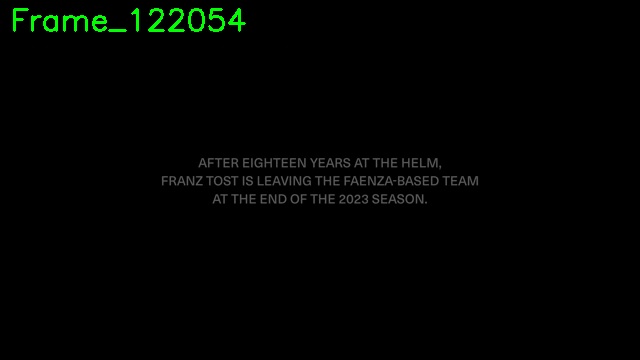 Frame_122054
AFTER EIGHTEEN YEARS AT THE HELM,
FRANZ TOST IS LEAVING THE FAENZA-BASED TEAM
AT THE END OF THE 2023 SEASON.